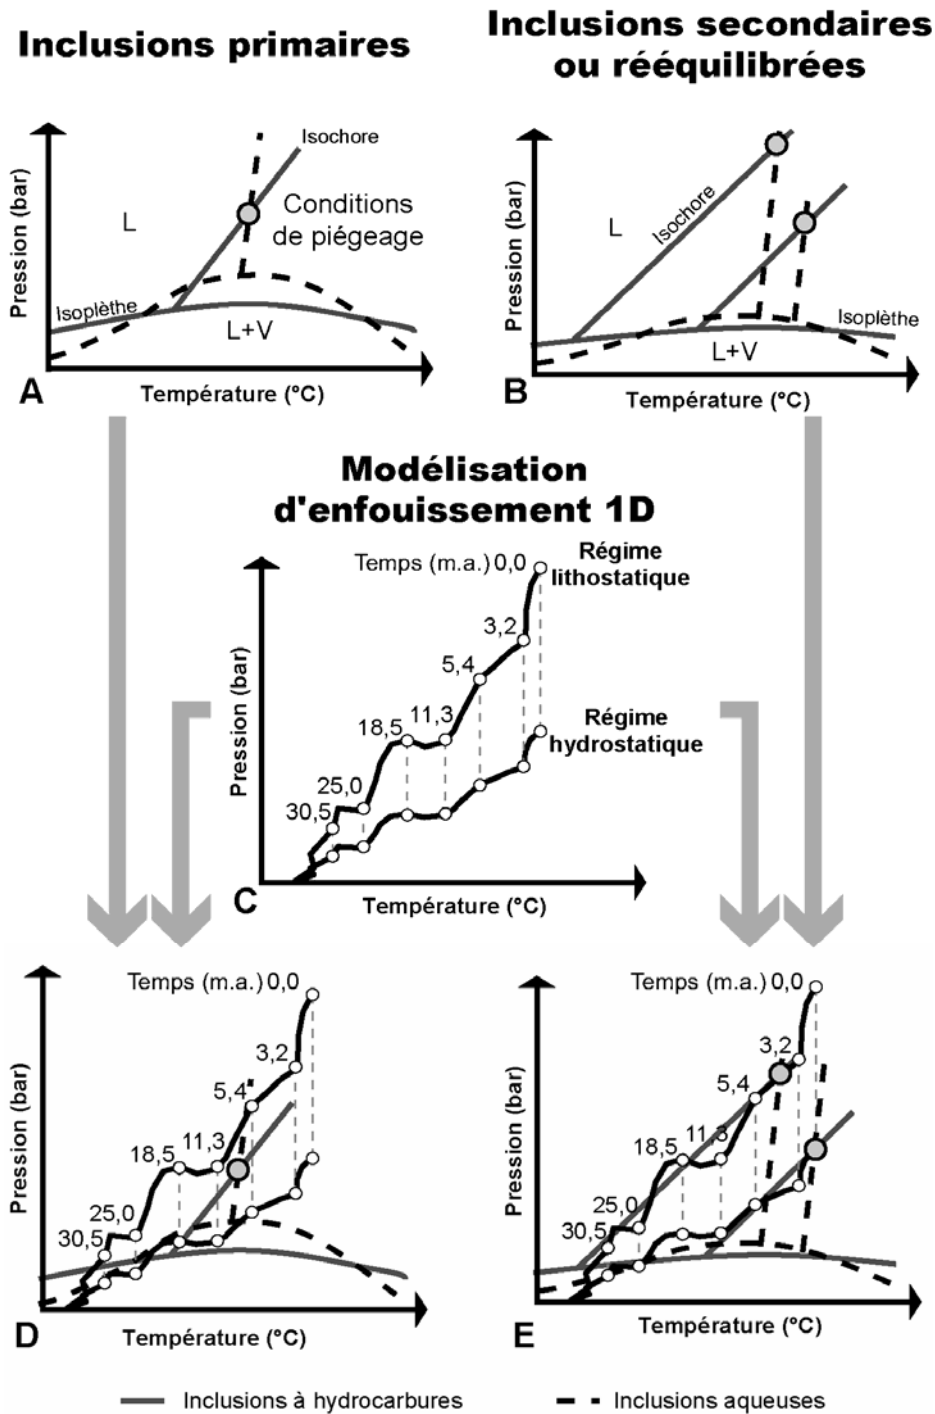 Inclusions primaires
Inclusions secondaires
ou rééquilibrées
Pression (bar)
Isochore
L
Conditions
de piégeage
Isoplèthe
L+V
A
Température (°C)
Pression (bar)
L
Isochore
Isoplèthe
L+V
B
Température (°C)
Modélisation
d'enfouissement 1D
Temps (m.a.) 0,0
Régime
lithostatique
3,2
5,4
18,5
11,3
Régime
hydrostatique
25,0
30,5
Pression (bar)
C
Température (°C)
Temps (m.a.) 0,0
3,2
5,4
11,3
18,5
25,0
30,5
Pression (bar)
D
Température (°C)
Temps (m.a.) 0,0
3,2
5,4
18,5
11,3
25,0
30,5
Pression (bar)
E
Température (°C)
Inclusions à hydrocarbures
Inclusions aqueuses